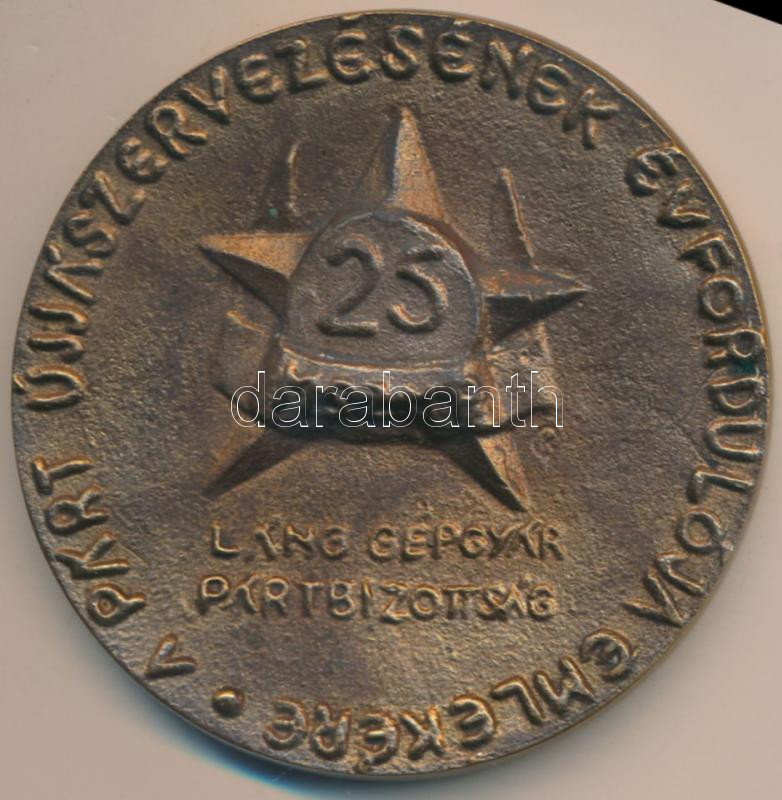 A PÁRT ÚJJÁSZERVEZÉSÉNEK ÉVFORDULÓJA EMLÉKÉRE •
25
LÁNG GÉPGYÁR
PÁRTBIZOTTSÁG
darabanth